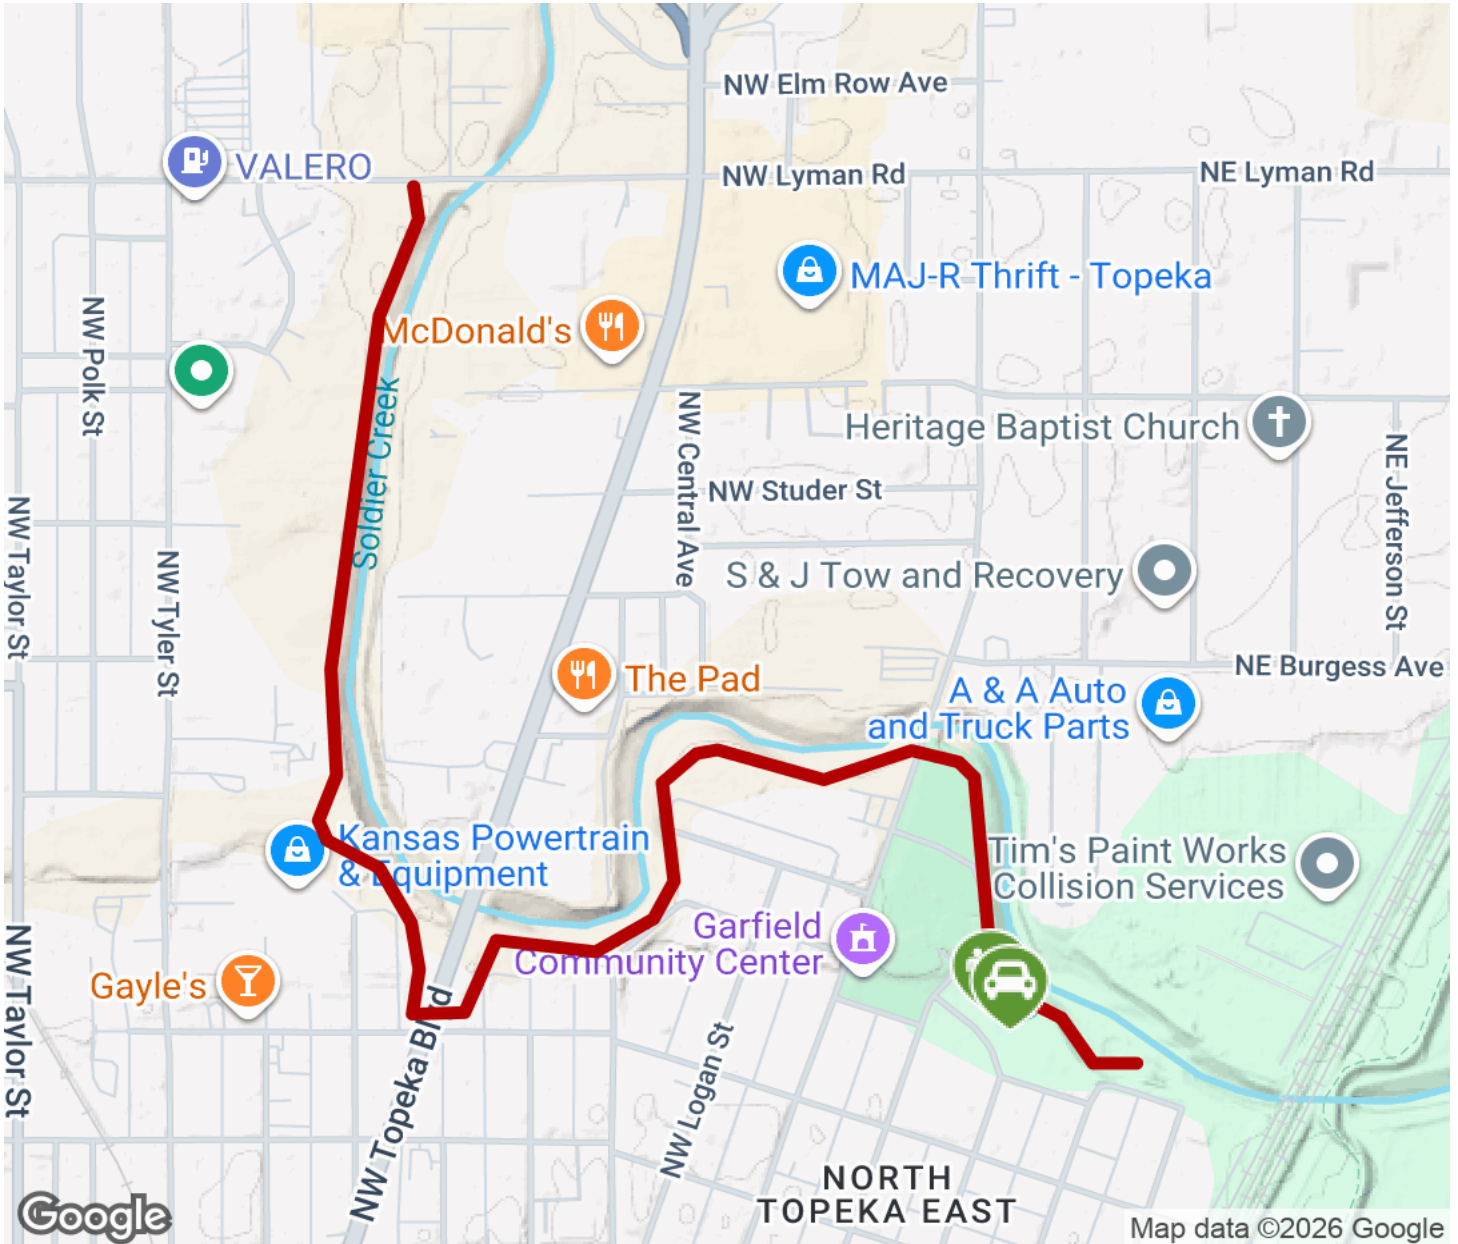 NW Elm Row Ave
VALERO
NW Lyman Rd
NE Lyman Rd
MAJ-R Thrift - Topeka
McDonald's
NW Polk St
NW Central Ave
Heritage Baptist Church
Soldier Creek
NW Studer St
NE Jefferson St
NW Taylor St
NW Tyler St
S & J Tow and Recovery
The Pad
NE Burgess Ave
A & A Auto
and Truck Parts
Kansas Powertrain
& Equipment
Tim's Paint Works
Collision Services
Garfield
Community Center
Gayle's
NW Taylor St
NW Topeka Blvd
NW Logan St
NORTH
TOPEKA EAST
Google
Map data ©2026 Google